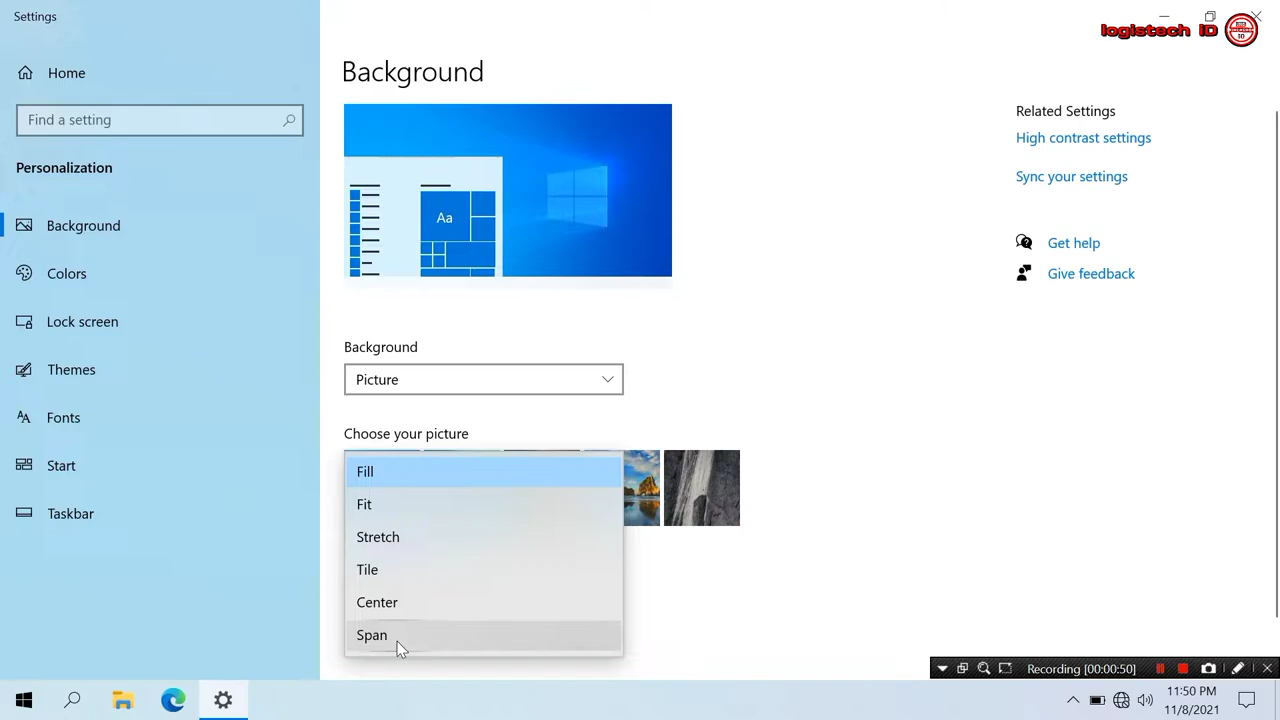 Settings
logistech ID
Home
Find a setting
Personalization
Background
Colors
Lock screen
Themes
Fonts
Start
Taskbar
Background
Aa
Background
Picture
Choose your picture
Fill
Fit
Stretch
Tile
Center
Span
Related Settings
High contrast settings
Sync your settings
Get help
Give feedback
Recording [00:00:50]
11:50 PM
11/8/2021